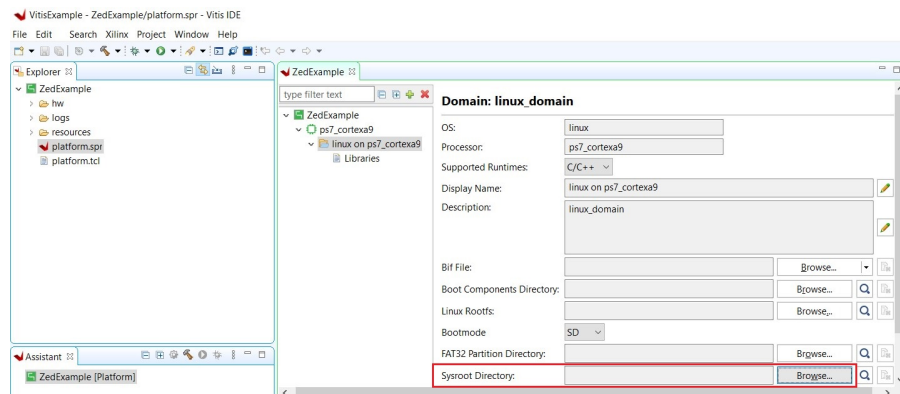 VitisExample - ZedExample/platform.spr - Vitis IDE
File Edit Search Xilinx Project Window Help
Explorer
ZedExample
hw
logs
resources
platform.spr
platform.tcl
Assistant
ZedExample [Platform]
ZedExample
type filter text
ZedExample
ps7_cortexa9
linux on ps7_cortexa9
Libraries
Domain: linux_domain
OS: linux
Processor: ps7_cortexa9
Supported Runtimes: C/C++
Display Name: linux on ps7_cortexa9
Description: linux_domain
Bif File: Browse...
Boot Components Directory: Browse...
Linux Rootfs: Browse...
Bootmode SD
FAT32 Partition Directory: Browse...
Sysroot Directory: Browse...